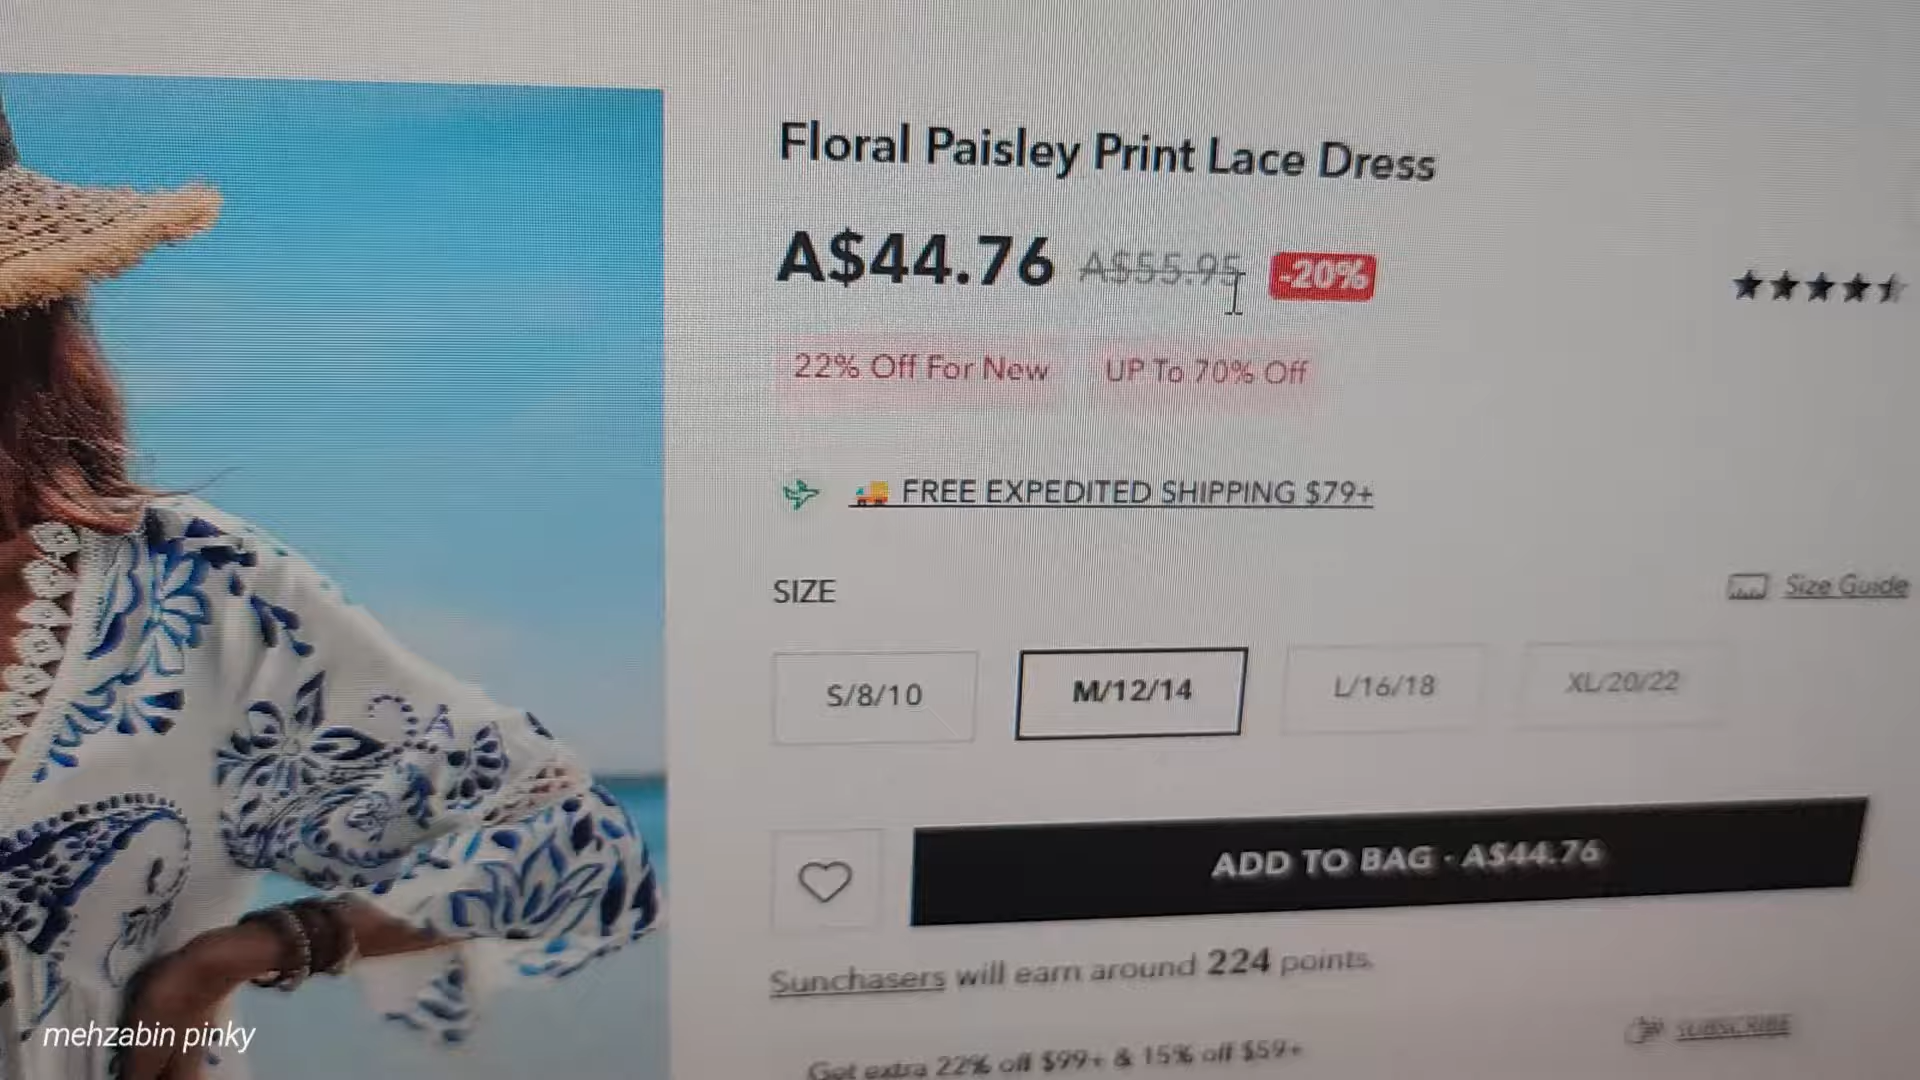 Floral Paisley Print Lace Dress
A$44.76 A$55.95 -20%
22% Off For New UP To 70% Off
FREE EXPEDITED SHIPPING $79+
SIZE Size Guide
S/8/10 M/12/14 L/16/18 XL/20/22
ADD TO BAG · A$44.76
Sunchasers will earn around 224 points.
SUBSCRIBE
Get extra 22% off $99+ & 15% off $59+
mehzabin pinky